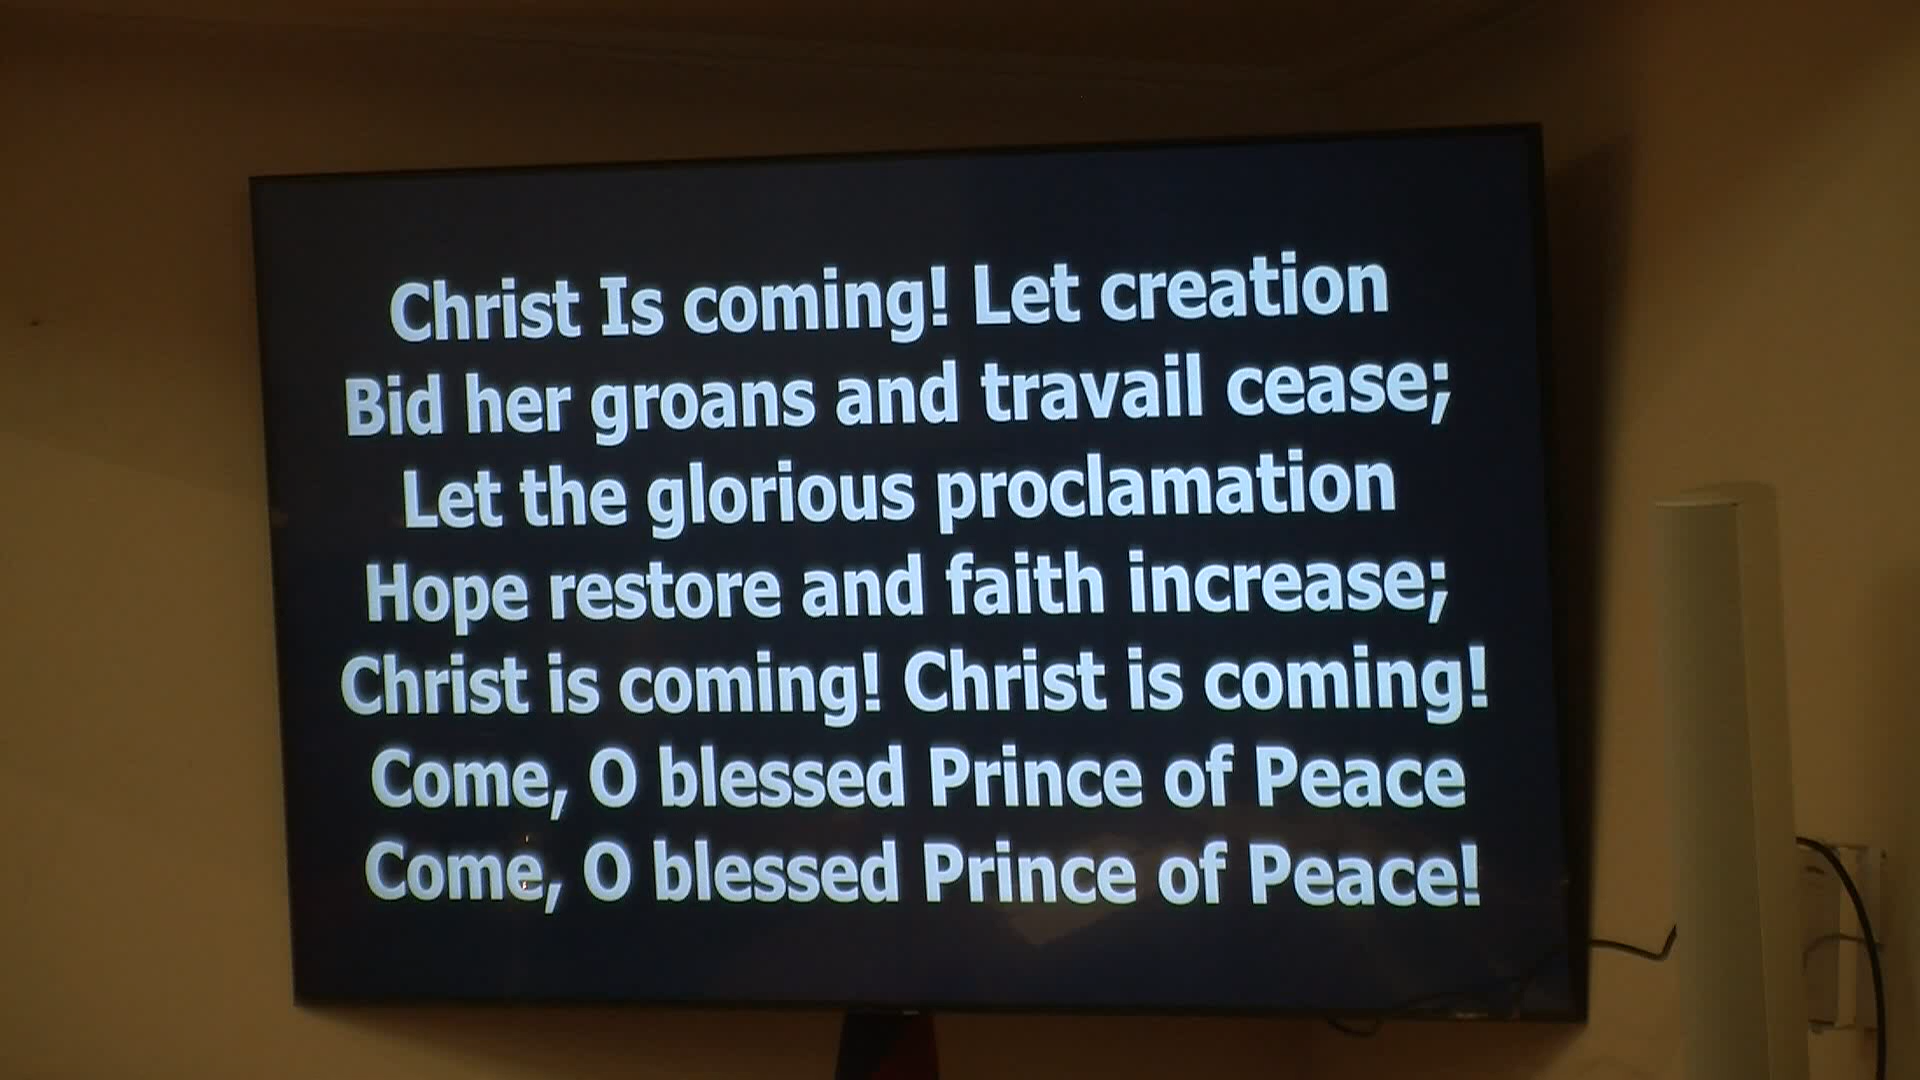 Christ Is coming! Let creation
Bid her groans and travail cease;
Let the glorious proclamation
Hope restore and faith increase;
Christ is coming! Christ is coming!
Come, O blessed Prince of Peace
Come, O blessed Prince of Peace!